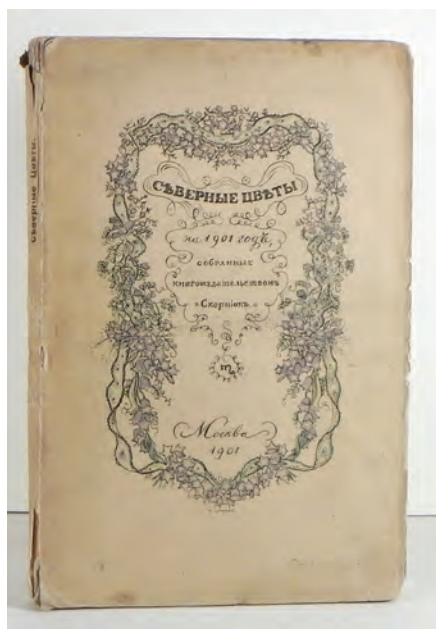 Сѣверные Цвѣты.
СѢВЕРНЫЕ ЦВѢТЫ
на 1901 годъ,
собранные
книгоиздательствомъ
«Скорпіонъ.»
Москва
1901